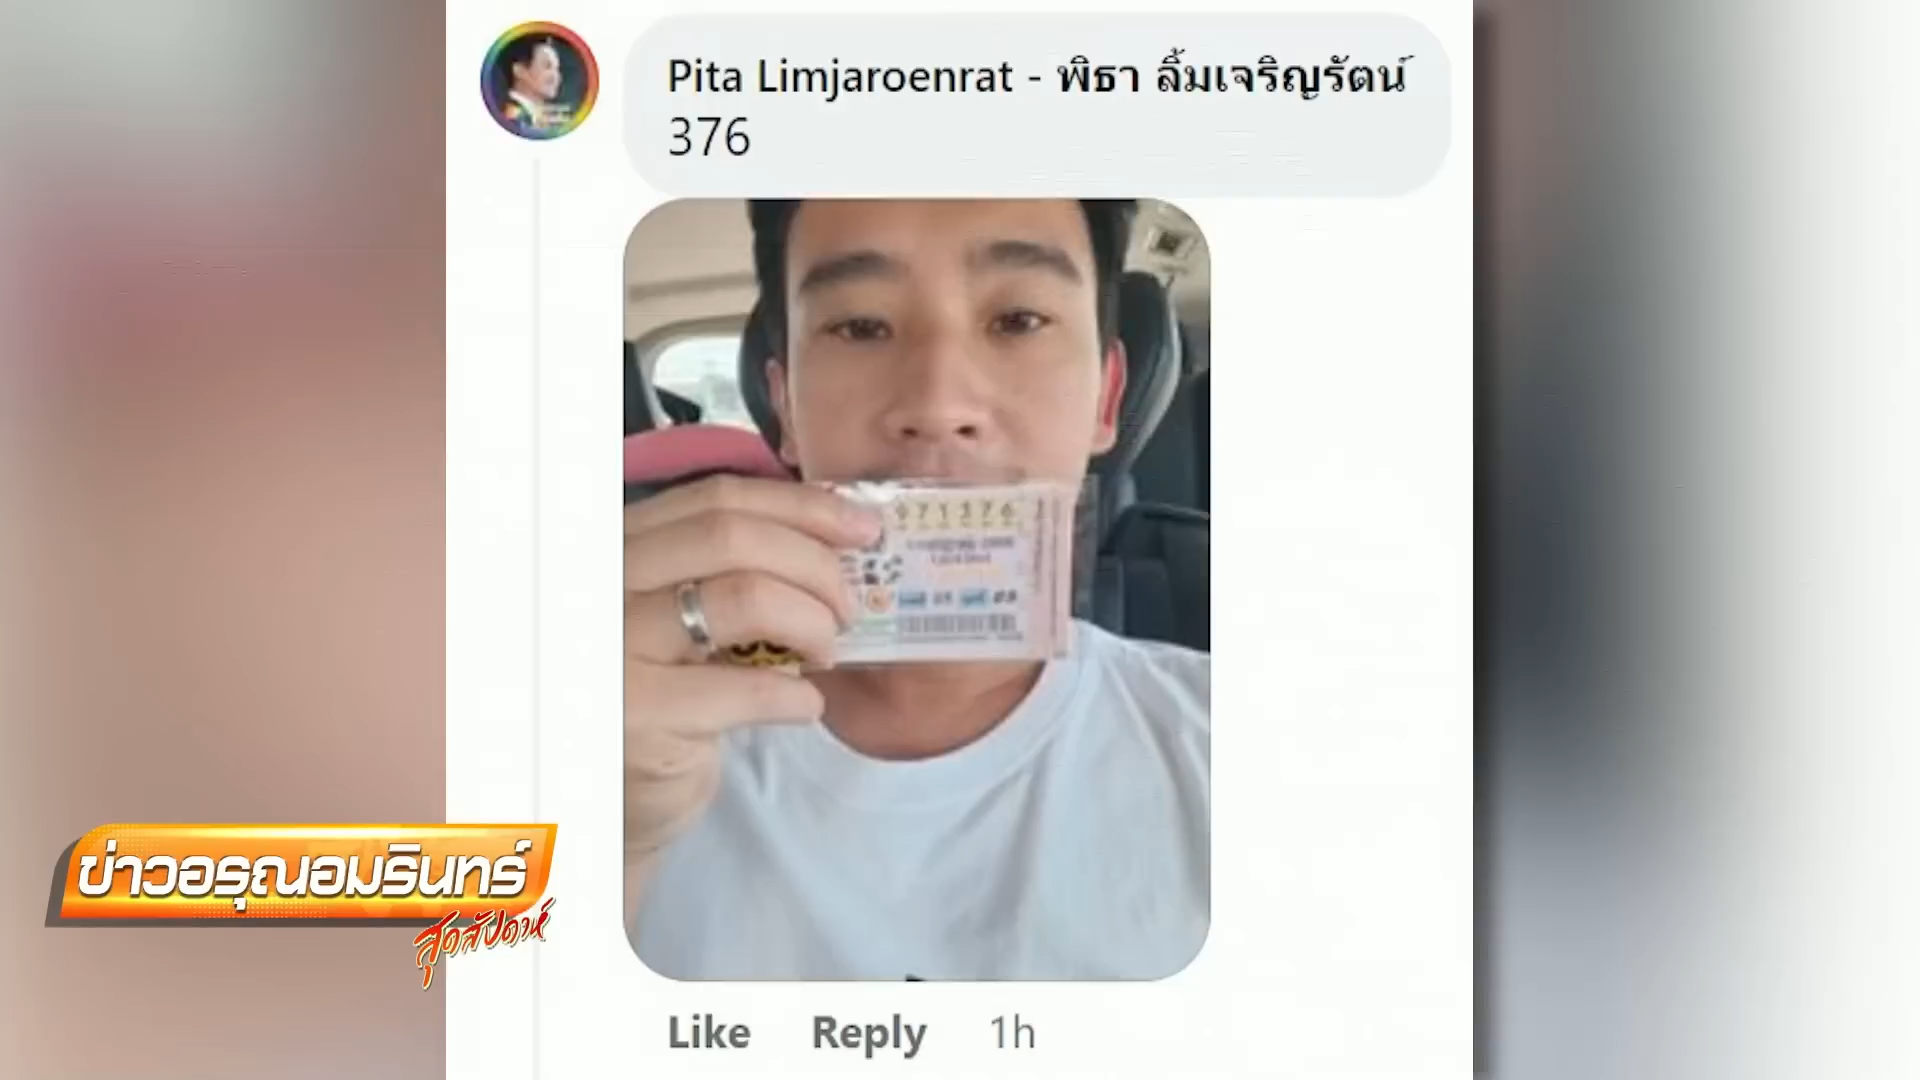 Pita Limjaroenrat - พิธา ลิ้มเจริญรัตน์
376
971376
ข่าวอรุณอมรินทร์
สุดสัปดาห์
Like Reply 1h